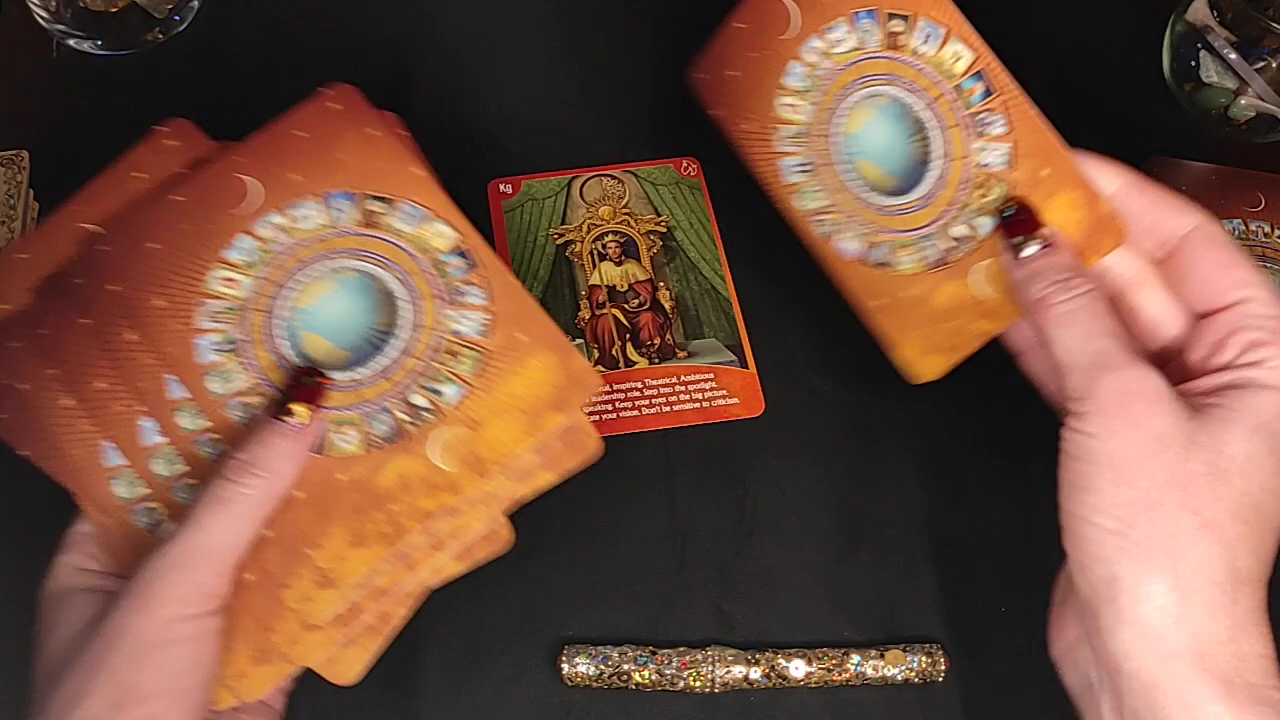 Kg
nal, Inspiring, Theatrical, Ambitious
leadership role. Step into the spotlight.
speaking. Keep your eyes on the big picture.
ate your vision. Don't be sensitive to criticism.